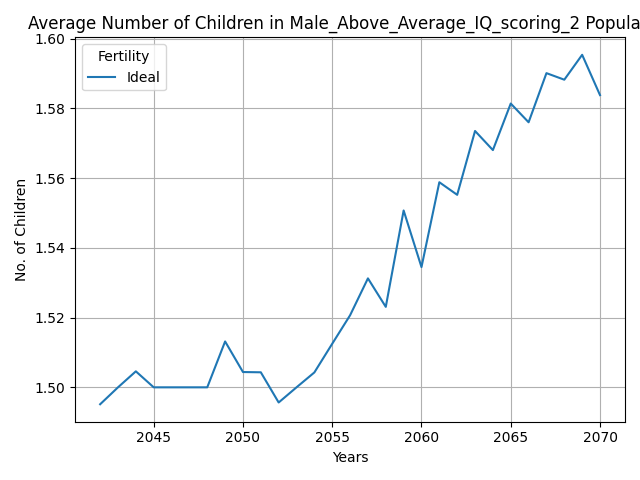 Average Number of Children in Male_Above_Average_IQ_scoring_2 Popula
1.60
Fertility
Ideal
1.58
1.56
1.54
1.52
1.50
No. of Children
2045 2050 2055 2060 2065 2070
Years